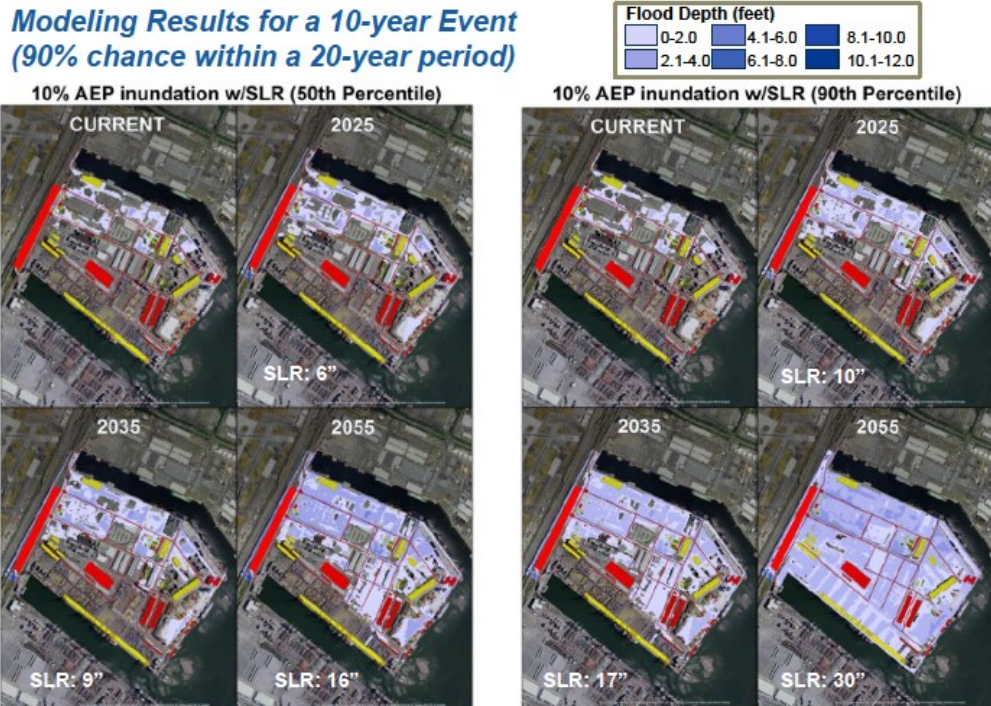 Modeling Results for a 10-year Event
(90% chance within a 20-year period)
Flood Depth (feet)
0-2.0 4.1-6.0 8.1-10.0
2.1-4.0 6.1-8.0 10.1-12.0
10% AEP inundation w/SLR (50th Percentile)
CURRENT 2025
SLR: 6”
2035 2055
SLR: 9” SLR: 16”
10% AEP inundation w/SLR (90th Percentile)
CURRENT 2025
SLR: 10”
2035 2055
SLR: 17” SLR: 30”